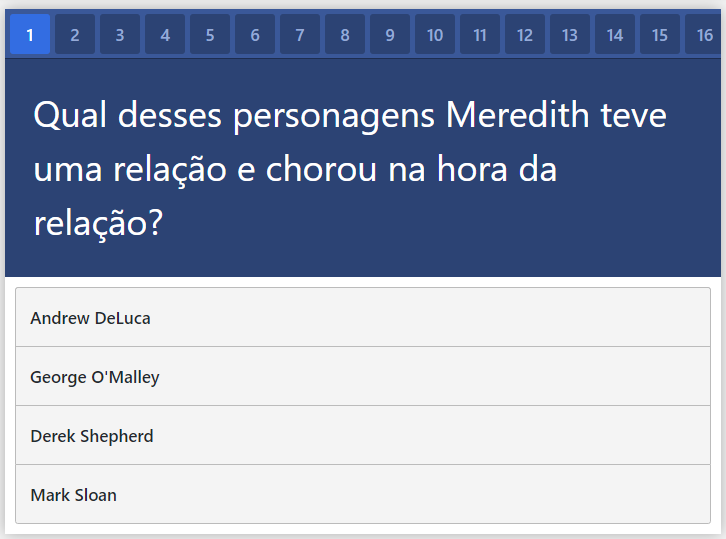 1 2 3 4 5 6 7 8 9 10 11 12 13 14 15 16
Qual desses personagens Meredith teve
uma relação e chorou na hora da
relação?
Andrew DeLuca
George O'Malley
Derek Shepherd
Mark Sloan